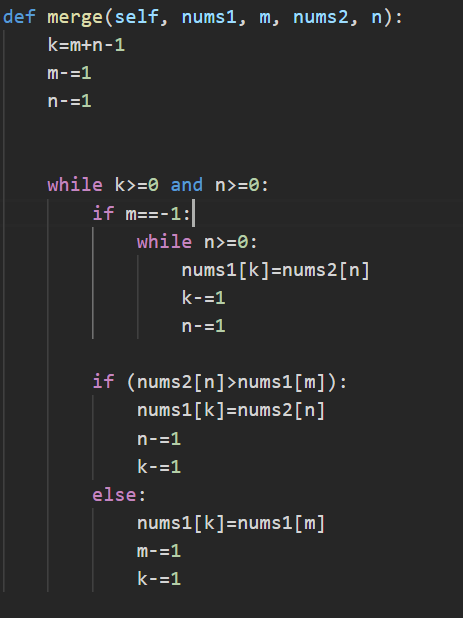 def merge(self, nums1, m, nums2, n):
    k=m+n-1
    m-=1
    n-=1
    while k>=0 and n>=0:
        if m==-1:
            while n>=0:
                nums1[k]=nums2[n]
                k-=1
                n-=1
        if (nums2[n]>nums1[m]):
            nums1[k]=nums2[n]
            n-=1
            k-=1
        else:
            nums1[k]=nums1[m]
            m-=1
            k-=1